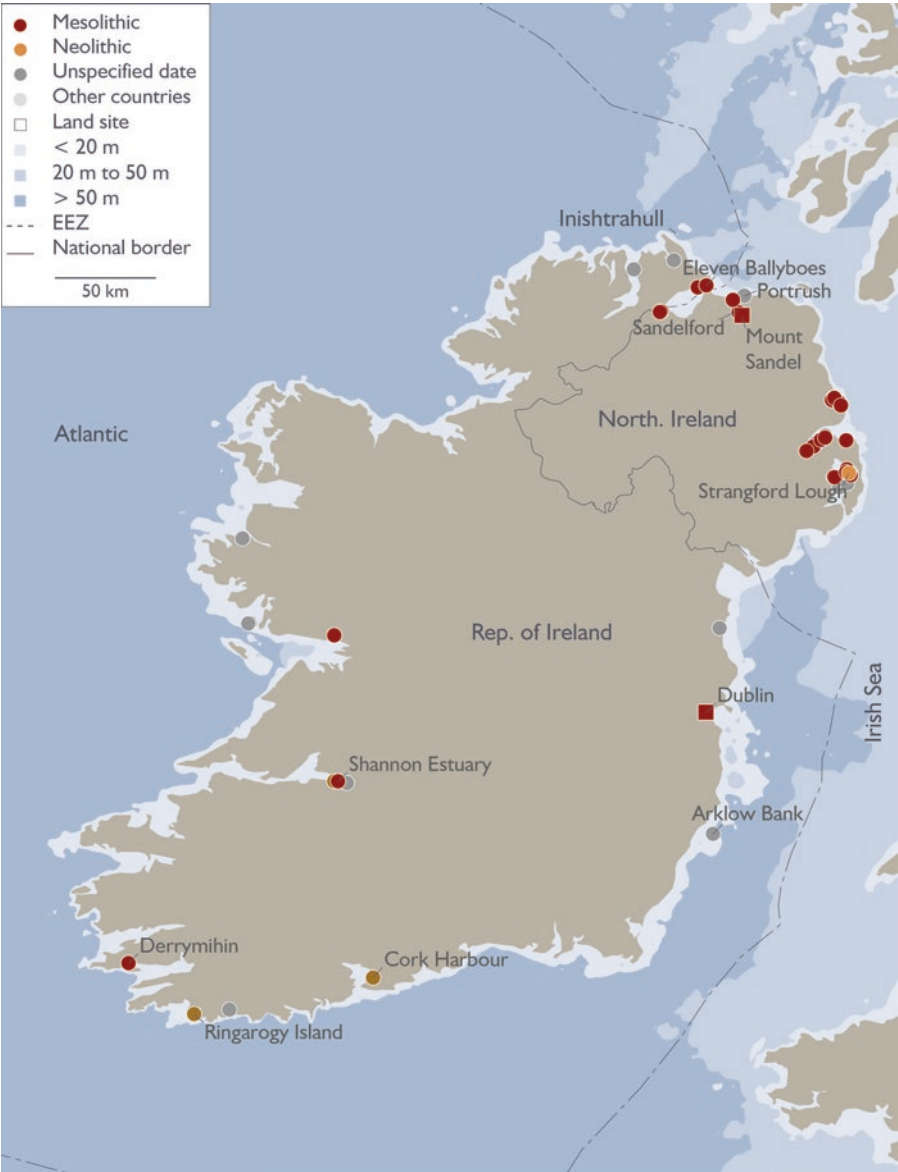 Mesolithic
Neolithic
Unspecified date
Other countries
Land site
< 20 m
20 m to 50 m
> 50 m
EEZ
National border
50 km
Inishtrahull
Eleven Ballyboes
Portrush
Sandelford
Mount
Sandel
North. Ireland
Atlantic
Strangford Lough
Rep. of Ireland
Irish Sea
Dublin
Shannon Estuary
Arklow Bank
Derrymihin
Cork Harbour
Ringarogy Island